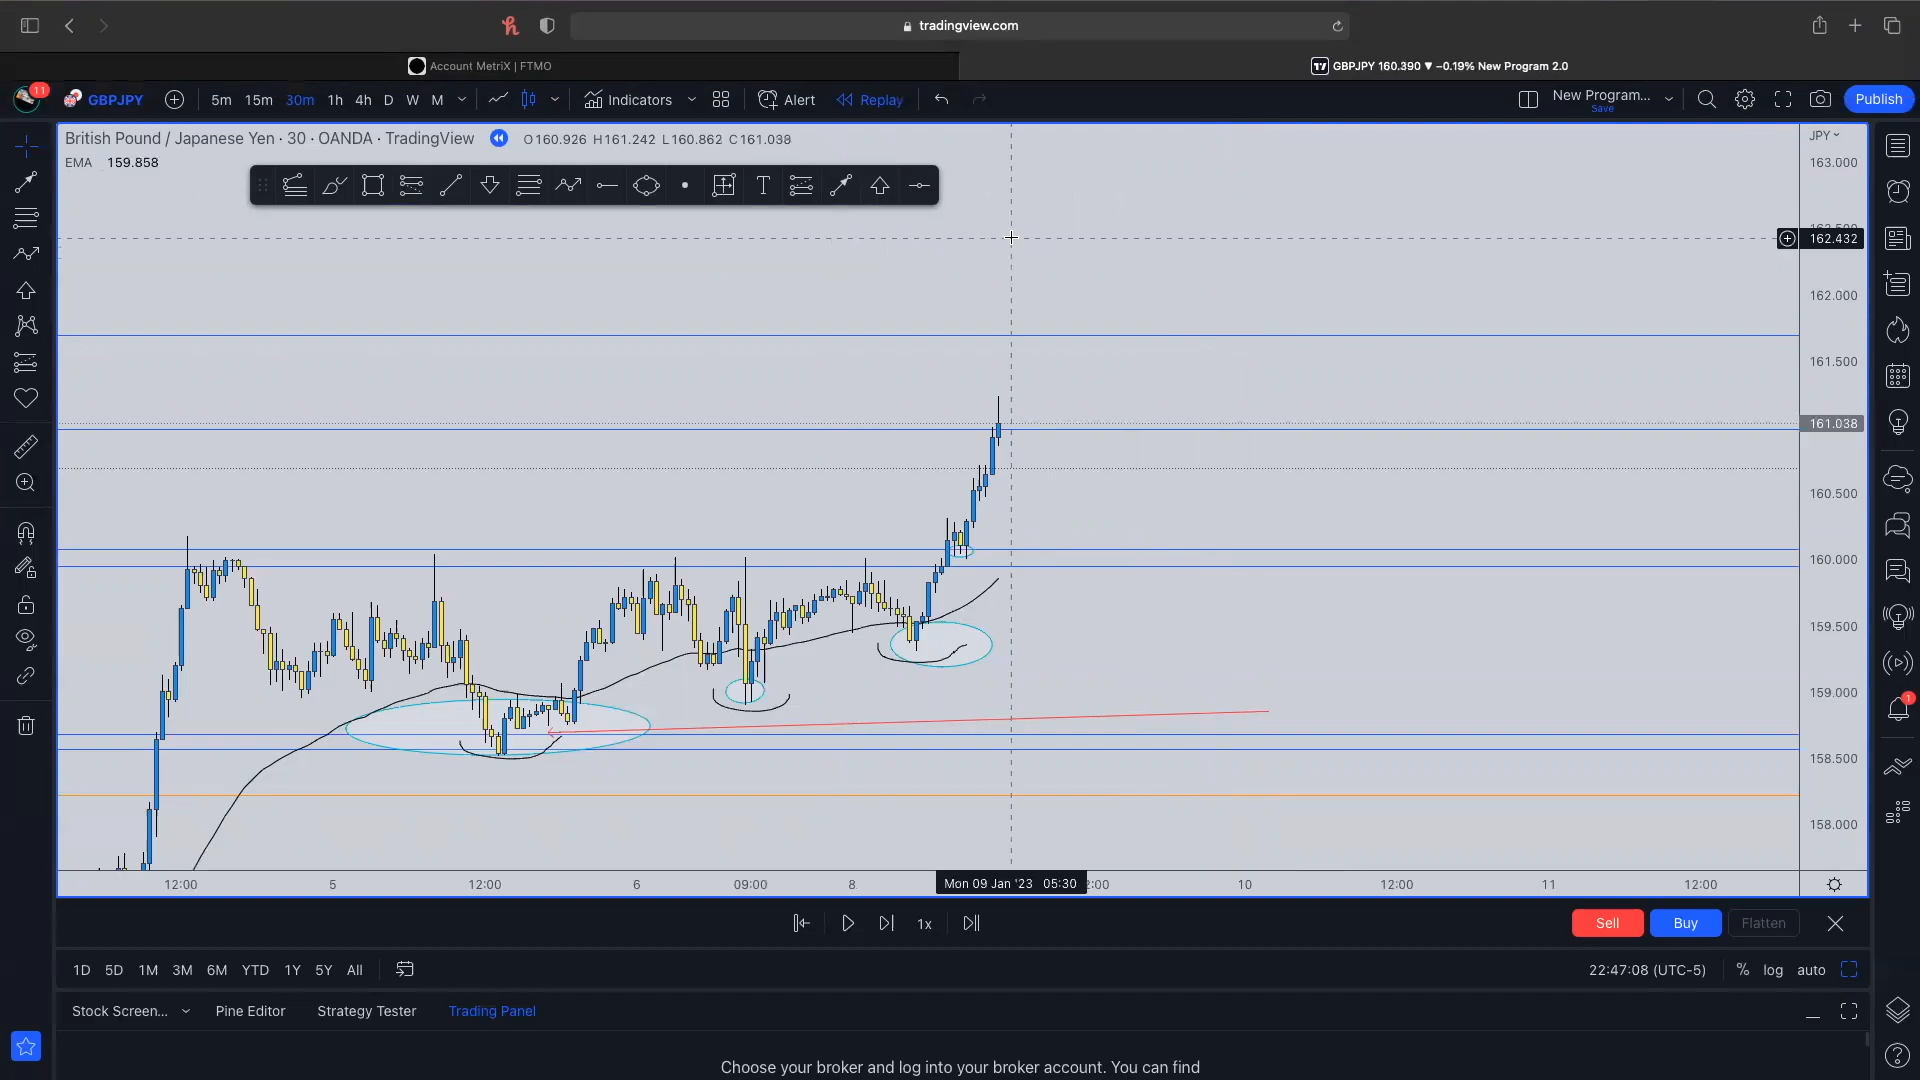 tradingview.com
Account MetriX | FTMO
GBPJPY 160.390 ▼ −0.19% New Program 2.0
11
GBPJPY
5m 15m 30m 1h 4h D W M
Indicators
Alert
Replay
New Program...
Save
Publish
British Pound / Japanese Yen · 30 · OANDA · TradingView
O160.926 H161.242 L160.862 C161.038
EMA 159.858
JPY
163.000
162.432
162.000
161.500
161.038
160.500
160.000
159.500
159.000
158.500
158.000
1
12:00 5 12:00 6 09:00 8 Mon 09 Jan '23 05:30 2:00 10 12:00 11 12:00
1x
Sell Buy Flatten
1D 5D 1M 3M 6M YTD 1Y 5Y All
22:47:08 (UTC-5) % log auto
Stock Screen... Pine Editor Strategy Tester Trading Panel
Choose your broker and log into your broker account. You can find